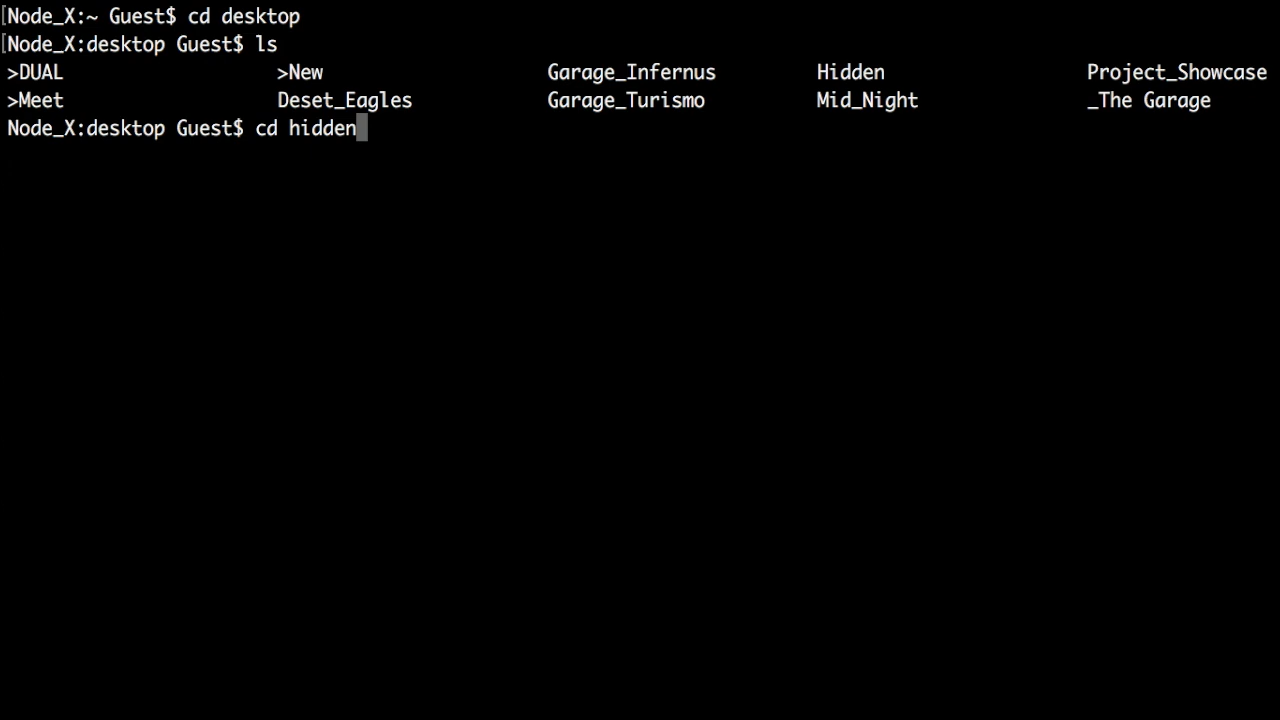 [Node_X:~ Guest$ cd desktop
[Node_X:desktop Guest$ ls
>DUAL >New Garage_Infernus Hidden Project_Showcase
>Meet Deset_Eagles Garage_Turismo Mid_Night _The Garage
Node_X:desktop Guest$ cd hidden